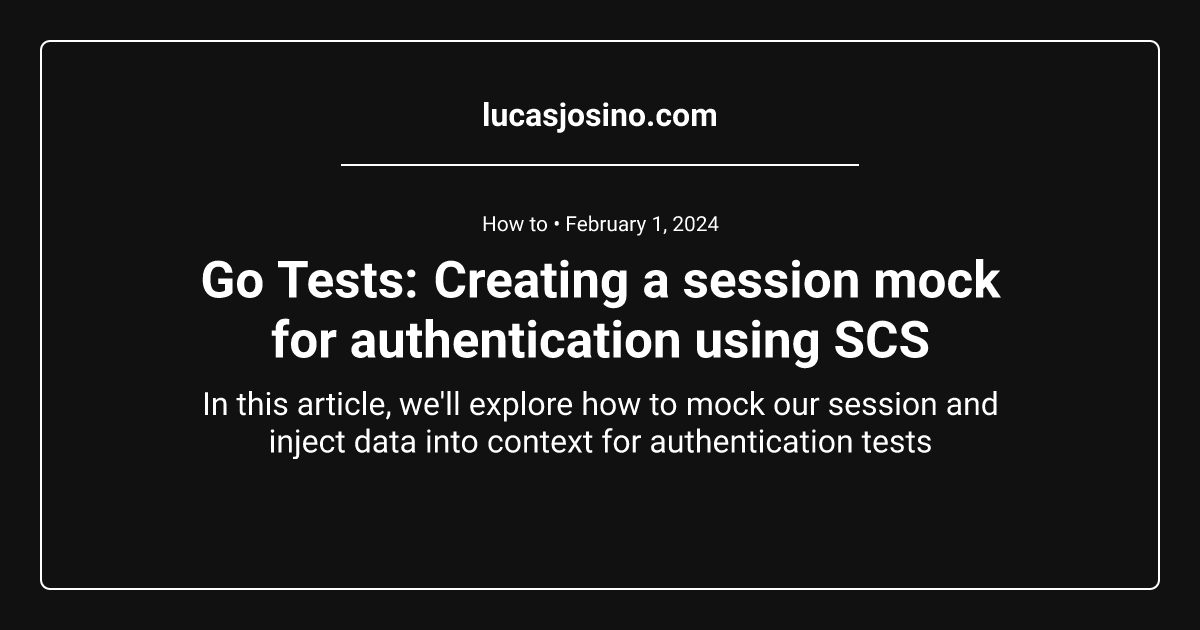 lucasjosino.com
How to • February 1, 2024
Go Tests: Creating a session mock
for authentication using SCS
In this article, we'll explore how to mock our session and
inject data into context for authentication tests